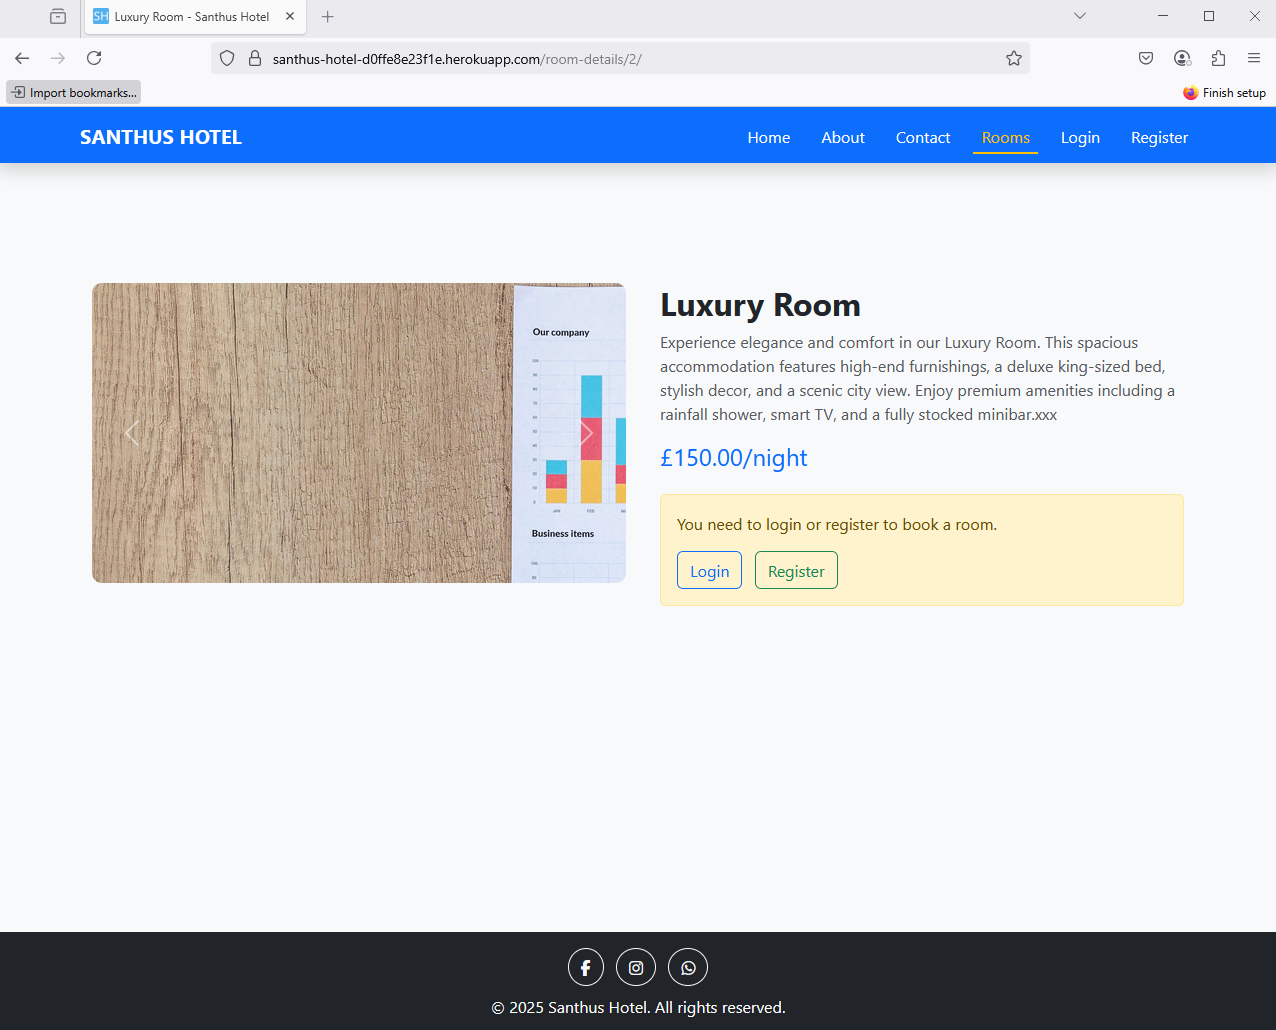 SH Luxury Room - Santhus Hotel
santhus-hotel-d0ffe8e23f1e.herokuapp.com/room-details/2/
Import bookmarks...
Finish setup
SANTHUS HOTEL
Home
About
Contact
Rooms
Login
Register
Our company
Business items
Luxury Room
Experience elegance and comfort in our Luxury Room. This spacious
accommodation features high-end furnishings, a deluxe king-sized bed,
stylish decor, and a scenic city view. Enjoy premium amenities including a
rainfall shower, smart TV, and a fully stocked minibar.xxx
£150.00/night
You need to login or register to book a room.
Login
Register
© 2025 Santhus Hotel. All rights reserved.